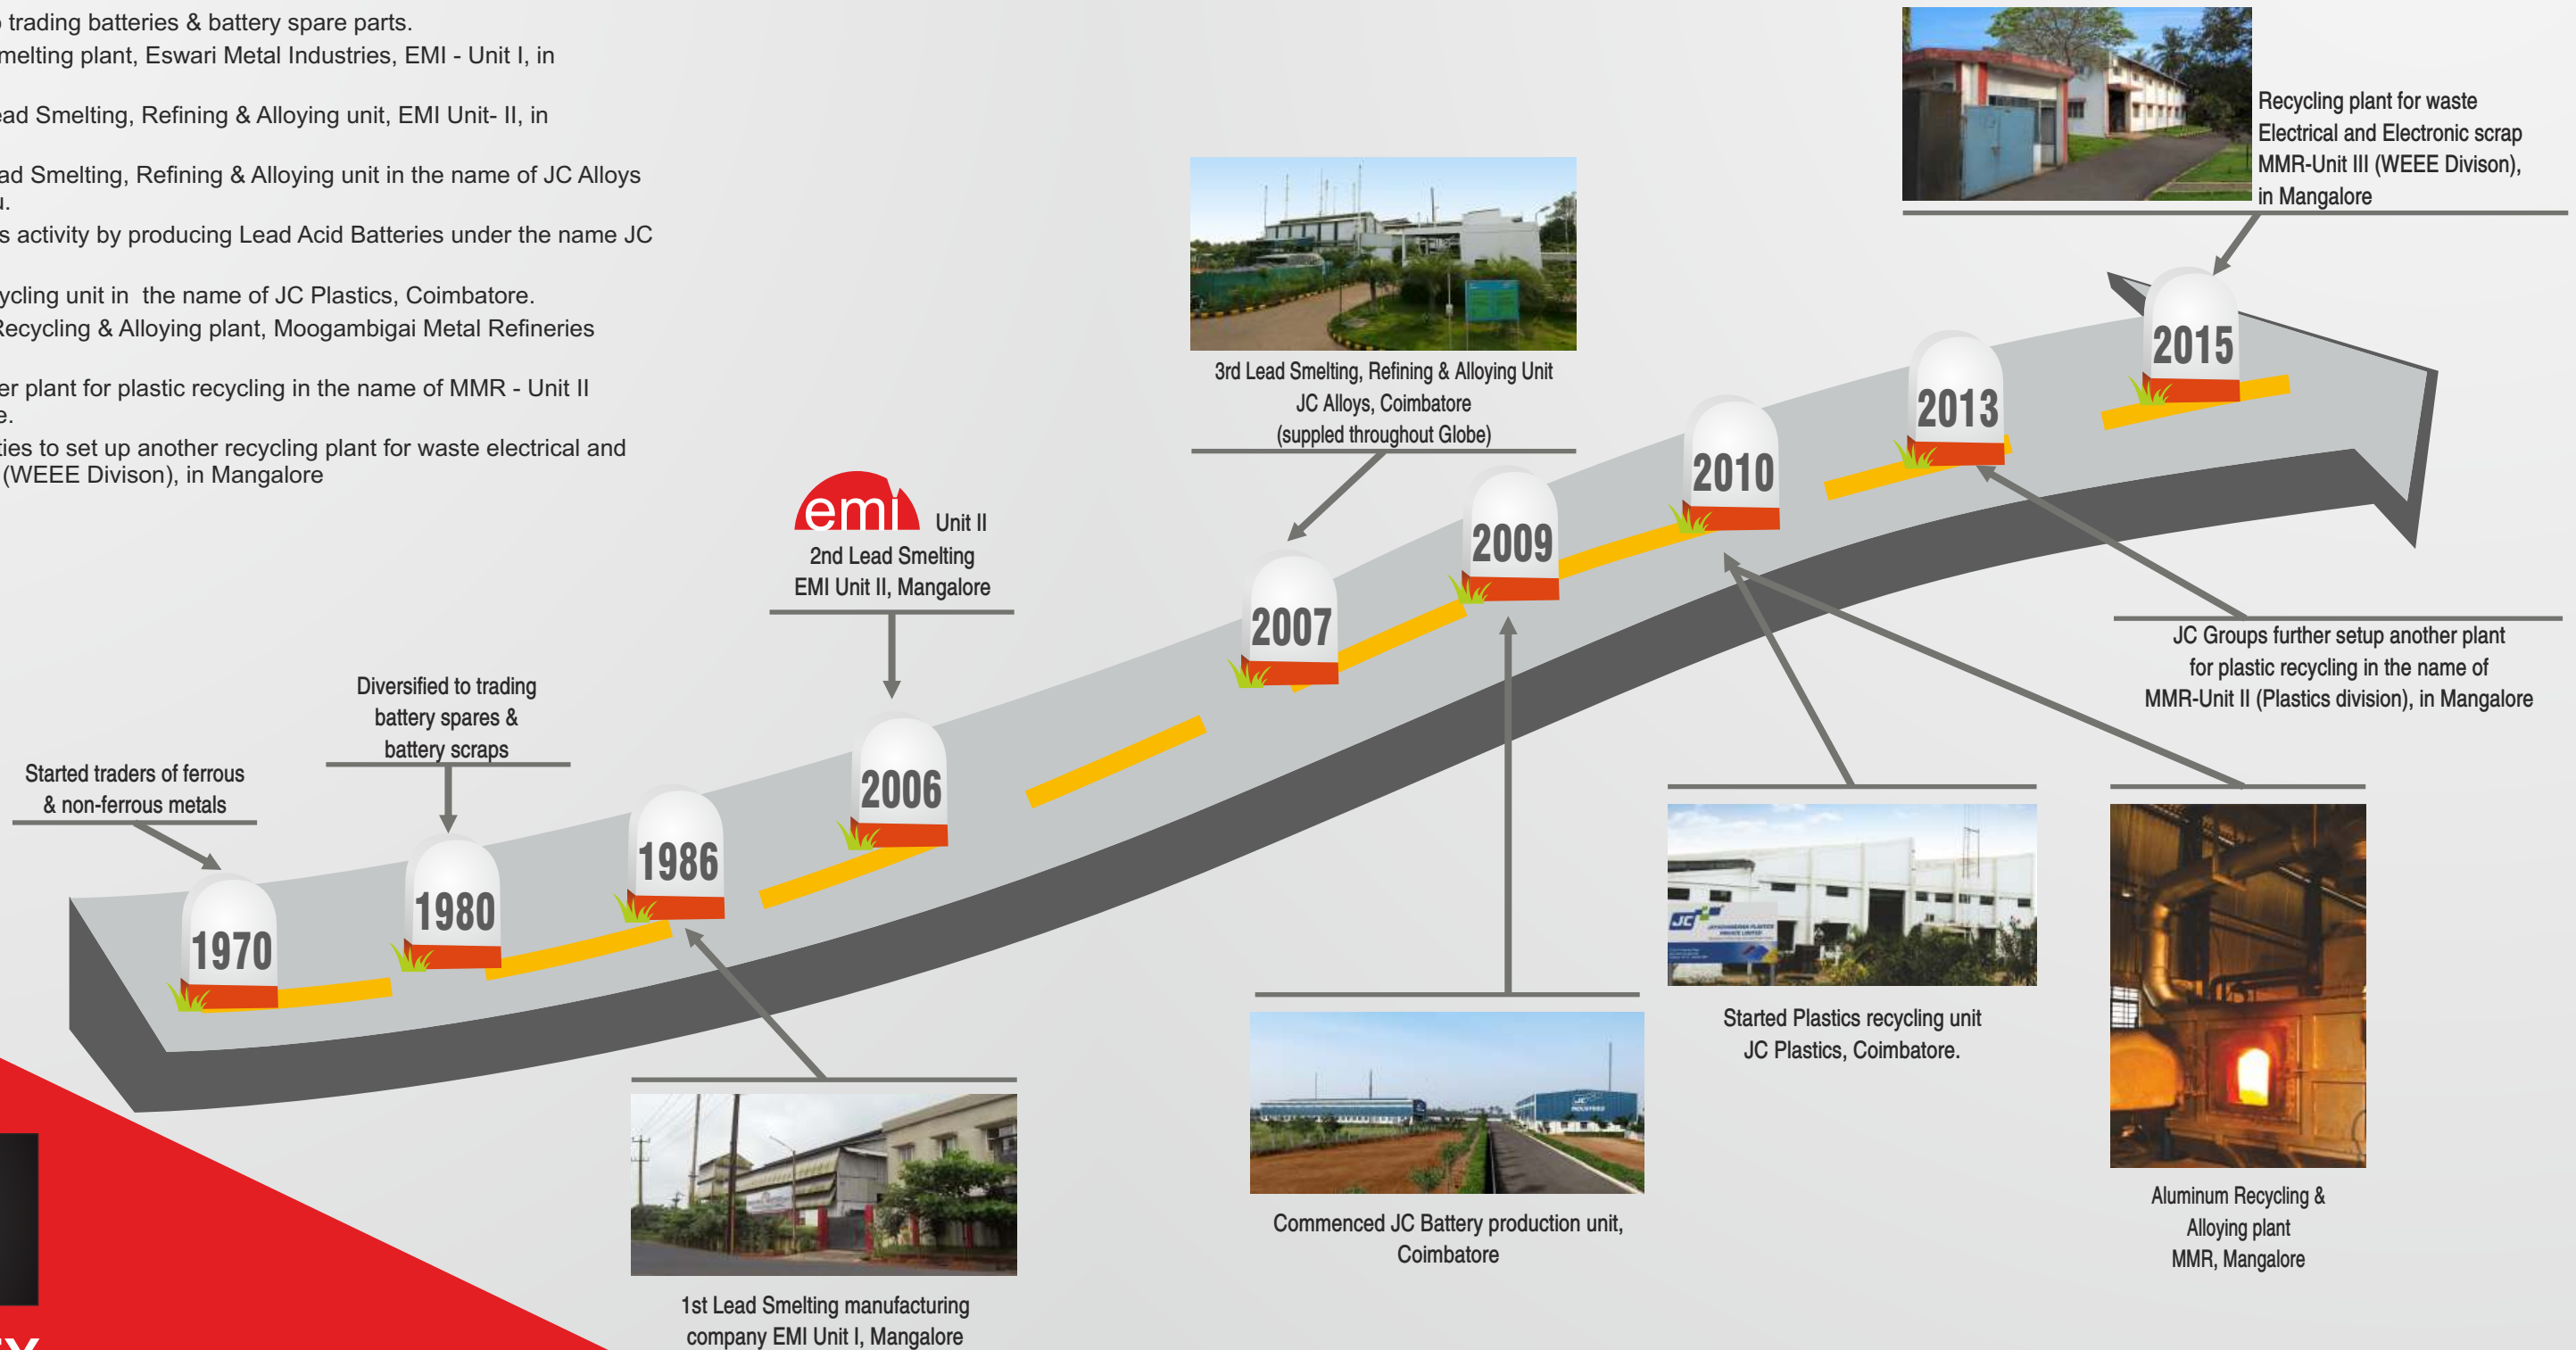 trading batteries & battery spare parts.
melting plant, Eswari Metal Industries, EMI - Unit I, in
ead Smelting, Refining & Alloying unit, EMI Unit- II, in
ad Smelting, Refining & Alloying unit in the name of JC Alloys
u.
s activity by producing Lead Acid Batteries under the name JC
cycling unit in the name of JC Plastics, Coimbatore.
Recycling & Alloying plant, Moogambigai Metal Refineries
er plant for plastic recycling in the name of MMR - Unit II
e.
ties to set up another recycling plant for waste electrical and
(WEEE Divison), in Mangalore
Started traders of ferrous
& non-ferrous metals
1970
Diversified to trading
battery spares &
battery scraps
1980
1986
1st Lead Smelting manufacturing
company EMI Unit I, Mangalore
emi Unit II
2nd Lead Smelting
EMI Unit II, Mangalore
2006
3rd Lead Smelting, Refining & Alloying Unit
JC Alloys, Coimbatore
(suppled throughout Globe)
2007
2009
JC
INDUSTRIES
Commenced JC Battery production unit,
Coimbatore
2010
JC
JAYACHANDRAN PLASTICS
PRIVATE LIMITED
Started Plastics recycling unit
JC Plastics, Coimbatore.
Aluminum Recycling &
Alloying plant
MMR, Mangalore
2013
JC Groups further setup another plant
for plastic recycling in the name of
MMR-Unit II (Plastics division), in Mangalore
2015
Recycling plant for waste
Electrical and Electronic scrap
MMR-Unit III (WEEE Divison),
in Mangalore